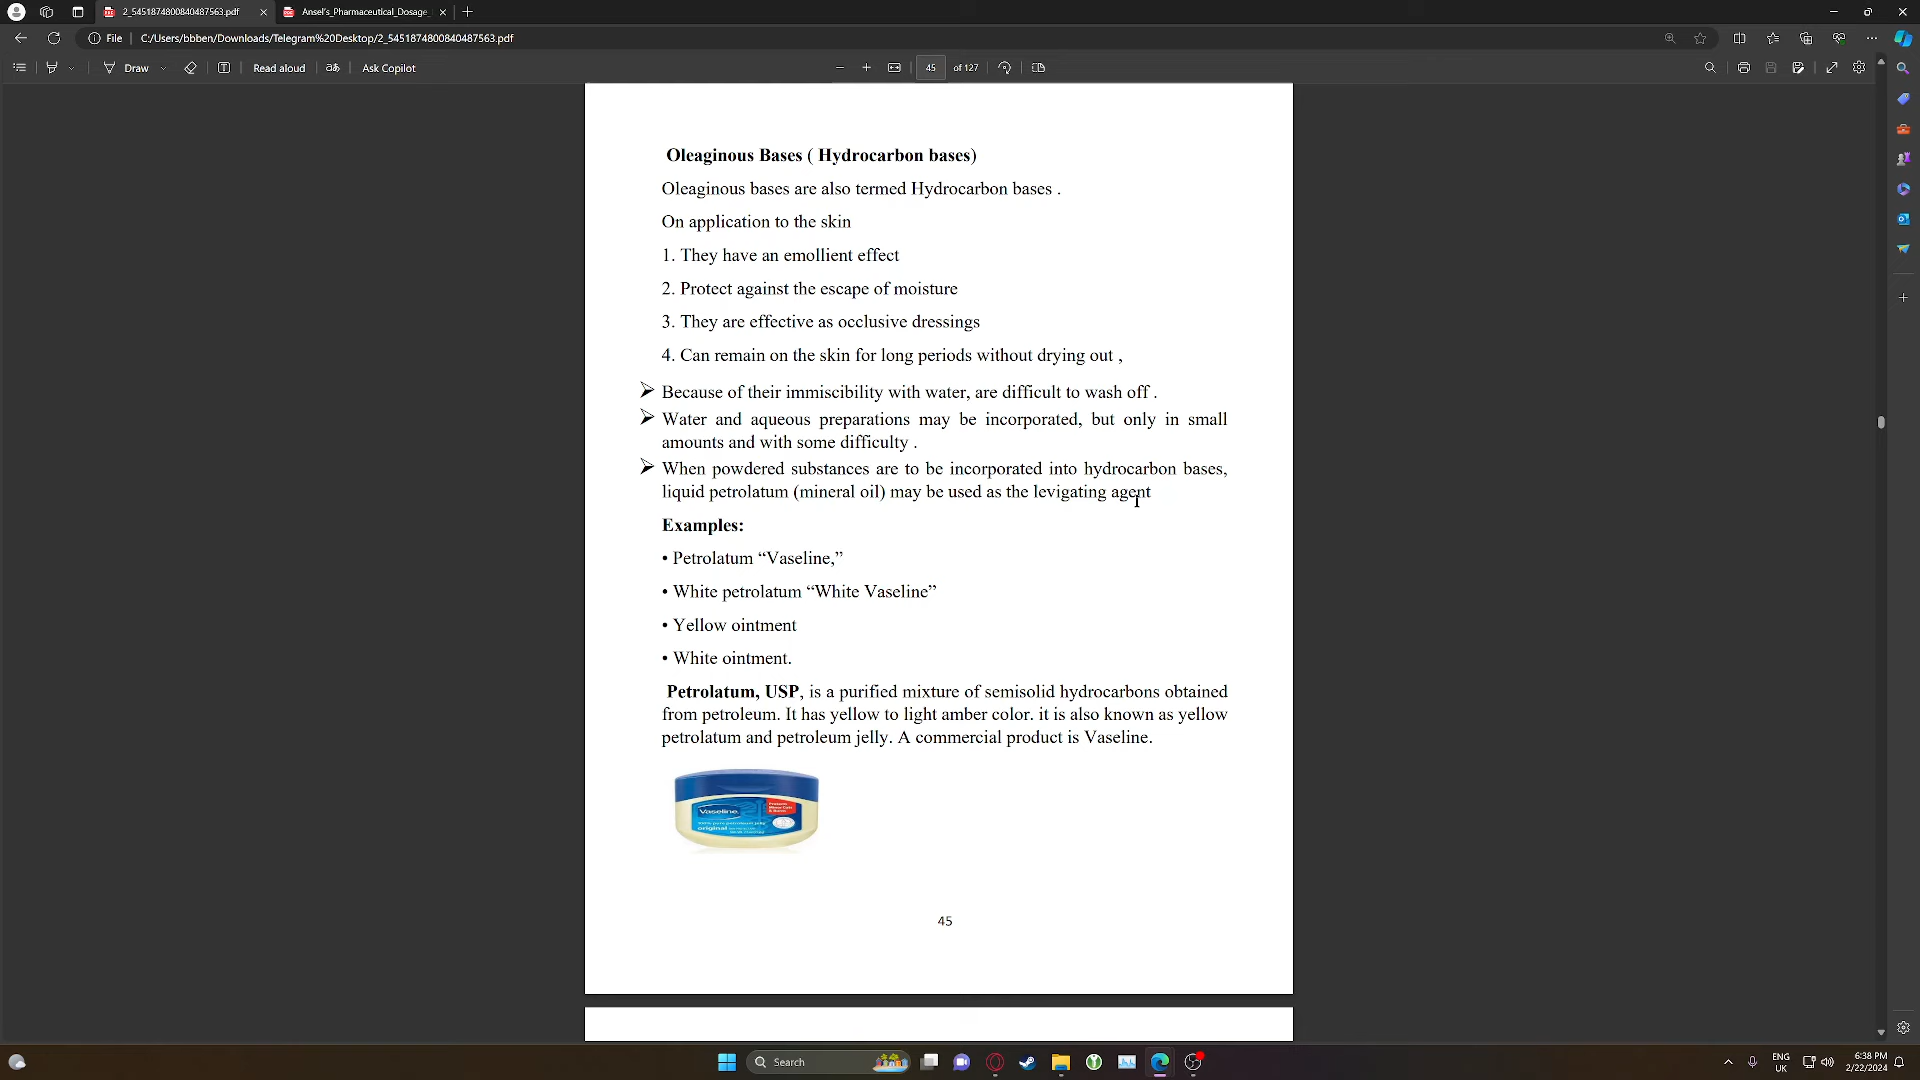 2_5451874800840487563.pdf
Ansel's_Pharmaceutical_Dosage
File
C:/Users/bbben/Downloads/Telegram%20Desktop/2_5451874800840487563.pdf
Draw
Read aloud
Ask Copilot
45
of 127
Oleaginous Bases ( Hydrocarbon bases)
Oleaginous bases are also termed Hydrocarbon bases .
On application to the skin
1. They have an emollient effect
2. Protect against the escape of moisture
3. They are effective as occlusive dressings
4. Can remain on the skin for long periods without drying out ,
➢ Because of their immiscibility with water, are difficult to wash off .
➢ Water and aqueous preparations may be incorporated, but only in small
amounts and with some difficulty .
➢ When powdered substances are to be incorporated into hydrocarbon bases,
liquid petrolatum (mineral oil) may be used as the levigating agent
Examples:
• Petrolatum “Vaseline,”
• White petrolatum “White Vaseline”
• Yellow ointment
• White ointment.
Petrolatum, USP, is a purified mixture of semisolid hydrocarbons obtained
from petroleum. It has yellow to light amber color. it is also known as yellow
petrolatum and petroleum jelly. A commercial product is Vaseline.
Vaseline
100% pure petroleum jelly
original
45
Search
ENG
UK
6:38 PM
2/22/2024